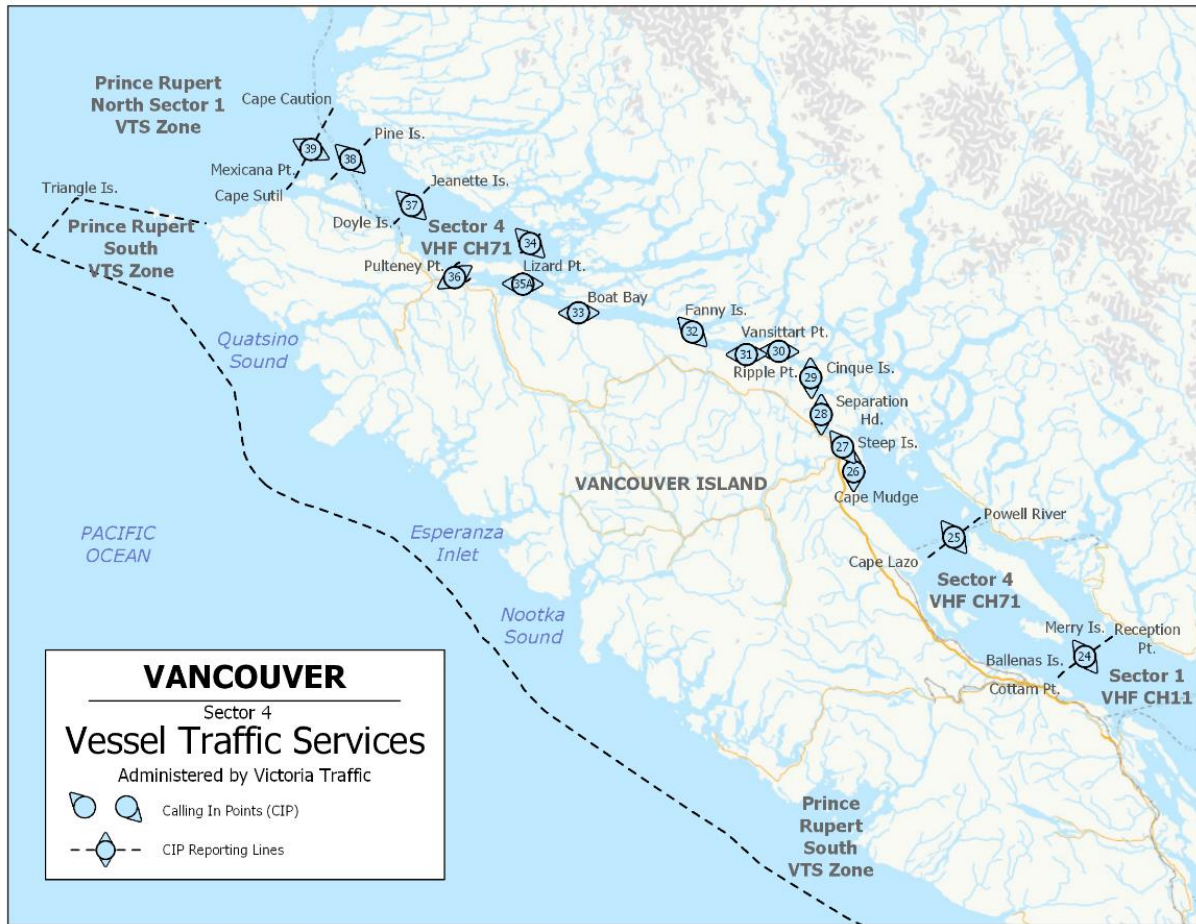 Prince Rupert
North Sector 1
VTS Zone
Cape Caution
Pine Is.
39
38
Mexicana Pt.
Cape Sutil
Triangle Is.
Jeanette Is.
37
Doyle Is.
Prince Rupert
South
VTS Zone
Sector 4
VHF CH71
34
Pulteney Pt.
36
Lizard Pt.
35A
Boat Bay
33
Fanny Is.
32
Vansittart Pt.
31
30
Ripple Pt.
Cinque Is.
29
Quatsino
Sound
Separation
Hd.
28
Steep Is.
27
26
Cape Mudge
VANCOUVER ISLAND
Powell River
25
Cape Lazo
PACIFIC
OCEAN
Esperanza
Inlet
Sector 4
VHF CH71
Nootka
Sound
Merry Is.
Reception
Pt.
24
Ballenas Is.
Cottam Pt.
Sector 1
VHF CH11
VANCOUVER
Sector 4
Vessel Traffic Services
Administered by Victoria Traffic
Calling In Points (CIP)
CIP Reporting Lines
Prince
Rupert
South
VTS Zone